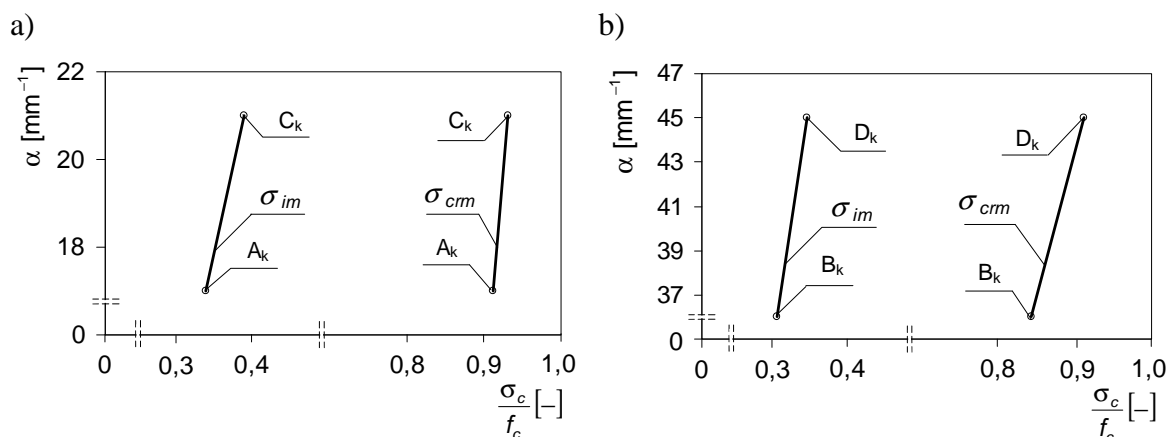 a)
α [mm⁻¹]
22
20
18
0
C_k
C_k
σ_im
σ_crm
A_k
A_k
0
0,3
0,4
0,8
0,9
1,0
σ_c/f_c [–]
b)
α [mm⁻¹]
47
45
43
41
39
37
0
D_k
D_k
σ_im
σ_crm
B_k
B_k
0
0,3
0,4
0,8
0,9
1,0
σ_c/f_c [–]